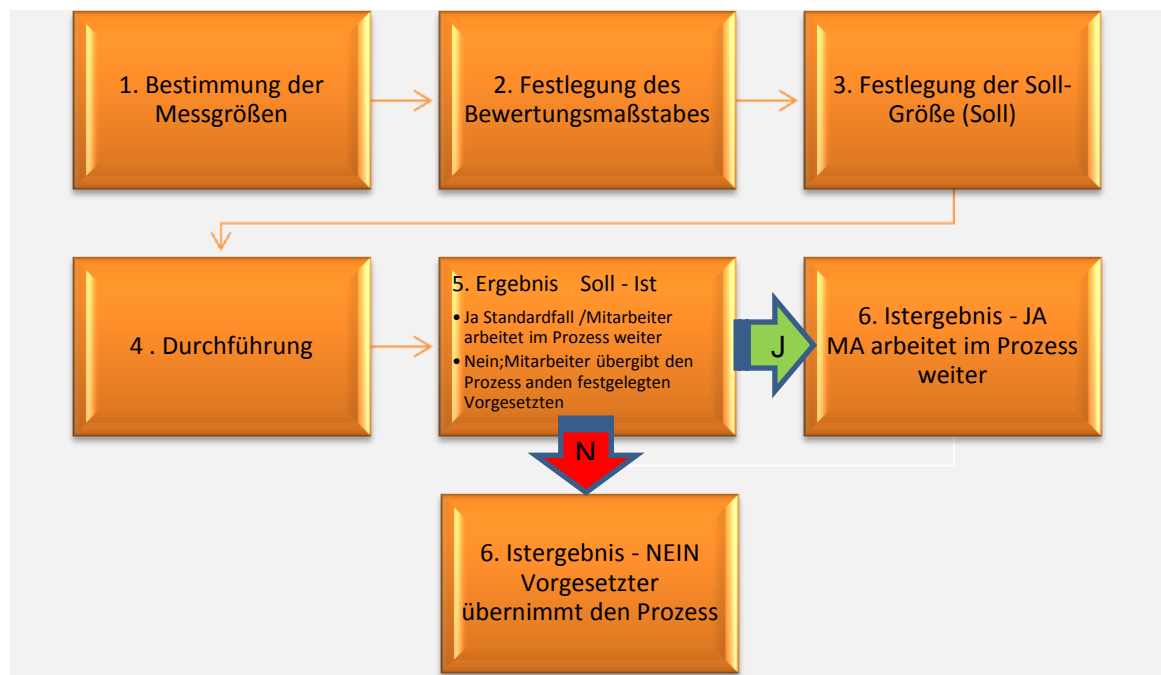 1. Bestimmung der
Messgrößen
2. Festlegung des
Bewertungsmaßstabes
3. Festlegung der Soll-
Größe (Soll)
4 . Durchführung
5. Ergebnis Soll - Ist
• Ja Standardfall /Mitarbeiter
arbeitet im Prozess weiter
• Nein;Mitarbeiter übergibt den
Prozess anden festgelegten
Vorgesetzten
J
6. Istergebnis - JA
MA arbeitet im Prozess
weiter
N
6. Istergebnis - NEIN
Vorgesetzter
übernimmt den Prozess